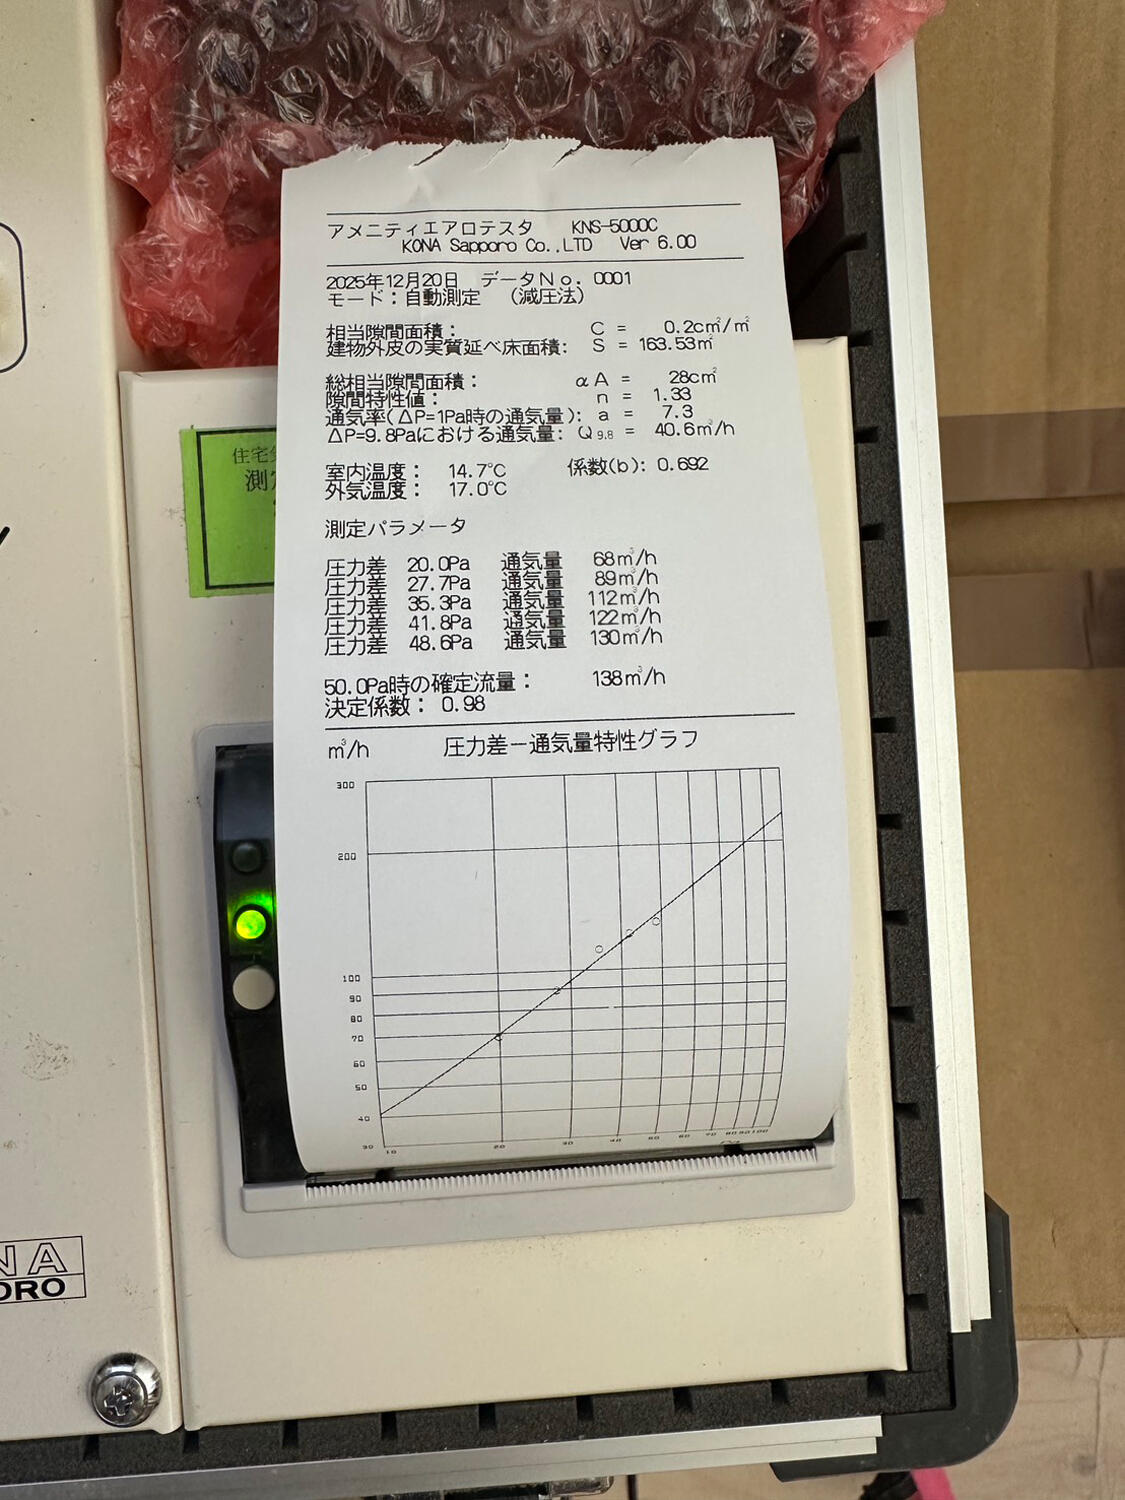 アメニティエアロテスタ KNS-5000C
KONA Sapporo Co.,LTD Ver 6.00
2025年12月20日 データNo. 0001
モード:自動測定 (減圧法)
相当隙間面積: C = 0.2cm²/m²
建物外皮の実質延べ床面積: S = 163.53m²
総相当隙間面積: αA = 28cm²
隙間特性値: n = 1.33
通気率(ΔP=1Pa時の通気量): a = 7.3
ΔP=9.8Paにおける通気量: Q9.8 = 40.6m³/h
室内温度: 14.7℃ 係数(b): 0.692
外気温度: 17.0℃
測定パラメータ
圧力差 20.0Pa 通気量 68m³/h
圧力差 27.7Pa 通気量 89m³/h
圧力差 35.3Pa 通気量 112m³/h
圧力差 41.8Pa 通気量 122m³/h
圧力差 48.6Pa 通気量 130m³/h
50.0Pa時の確定流量: 138m³/h
決定係数: 0.98
m³/h 圧力差ー通気量特性グラフ
300
200
100
90
80
70
60
50
40
30
10 20 30 40 50 60 70 80 90 100
住宅
測
NA
ORO